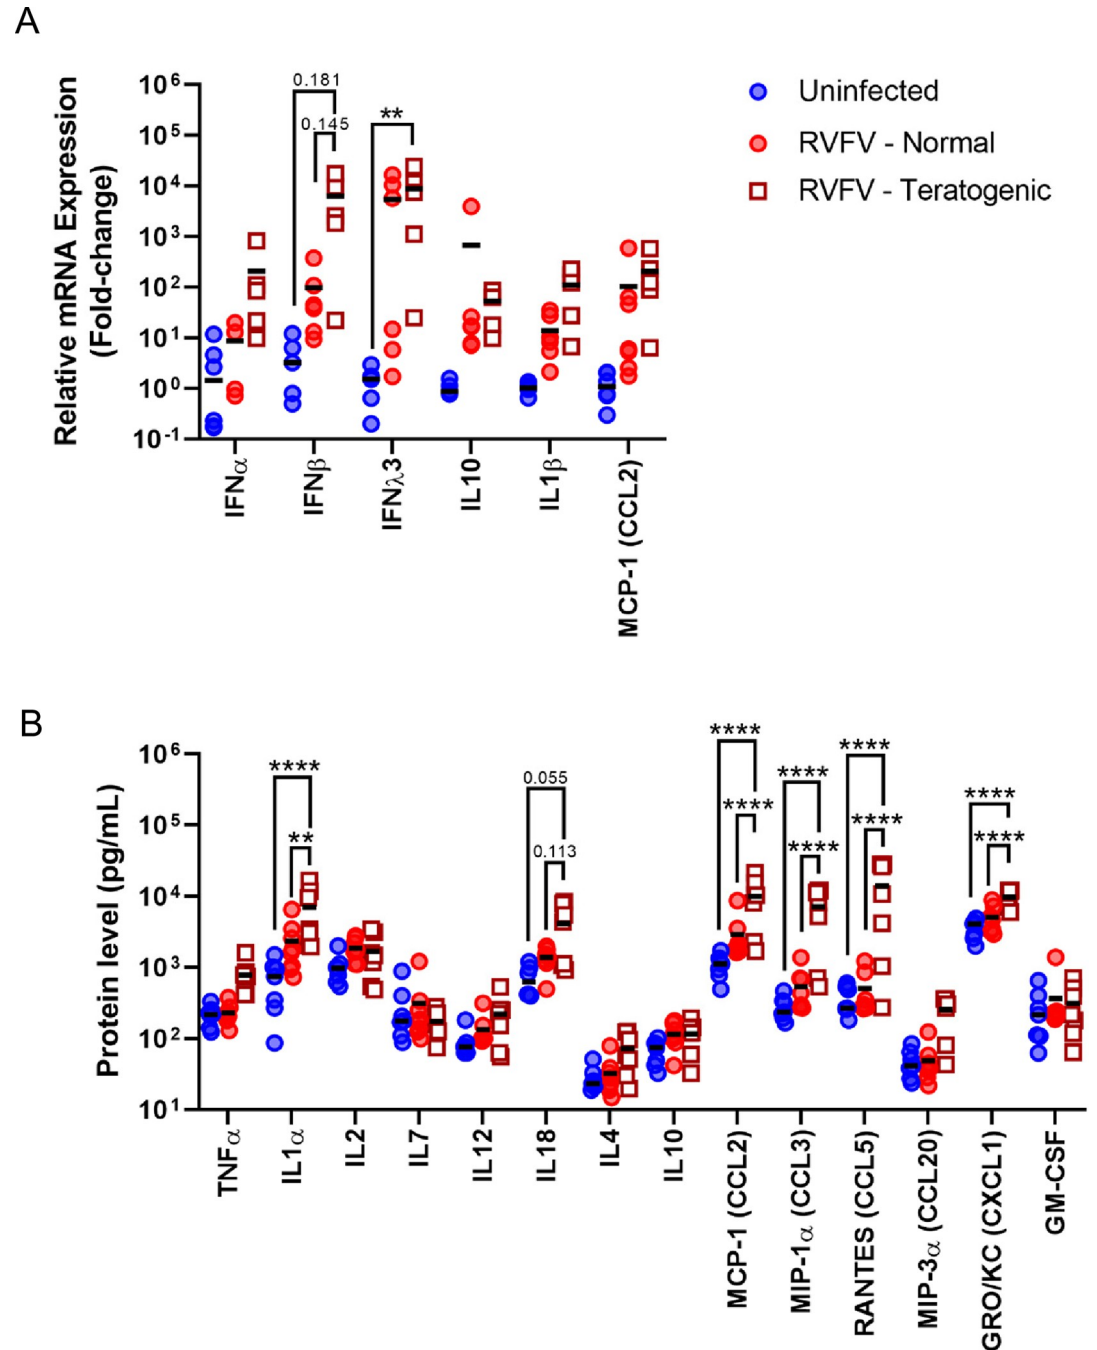 A
Relative mRNA Expression
(Fold-change)
10⁶
10⁵
10⁴
10³
10²
10¹
10⁰
10⁻¹
0.181
0.145
**
Uninfected
RVFV - Normal
RVFV - Teratogenic
IFNα
IFNβ
IFNλ3
IL10
IL1β
MCP-1 (CCL2)
B
Protein level (pg/mL)
10⁶
10⁵
10⁴
10³
10²
10¹
****
**
0.055
0.113
****
****
****
****
****
****
****
****
TNFα
IL1α
IL2
IL7
IL12
IL18
IL4
IL10
MCP-1 (CCL2)
MIP-1α (CCL3)
RANTES (CCL5)
MIP-3α (CCL20)
GRO/KC (CXCL1)
GM-CSF